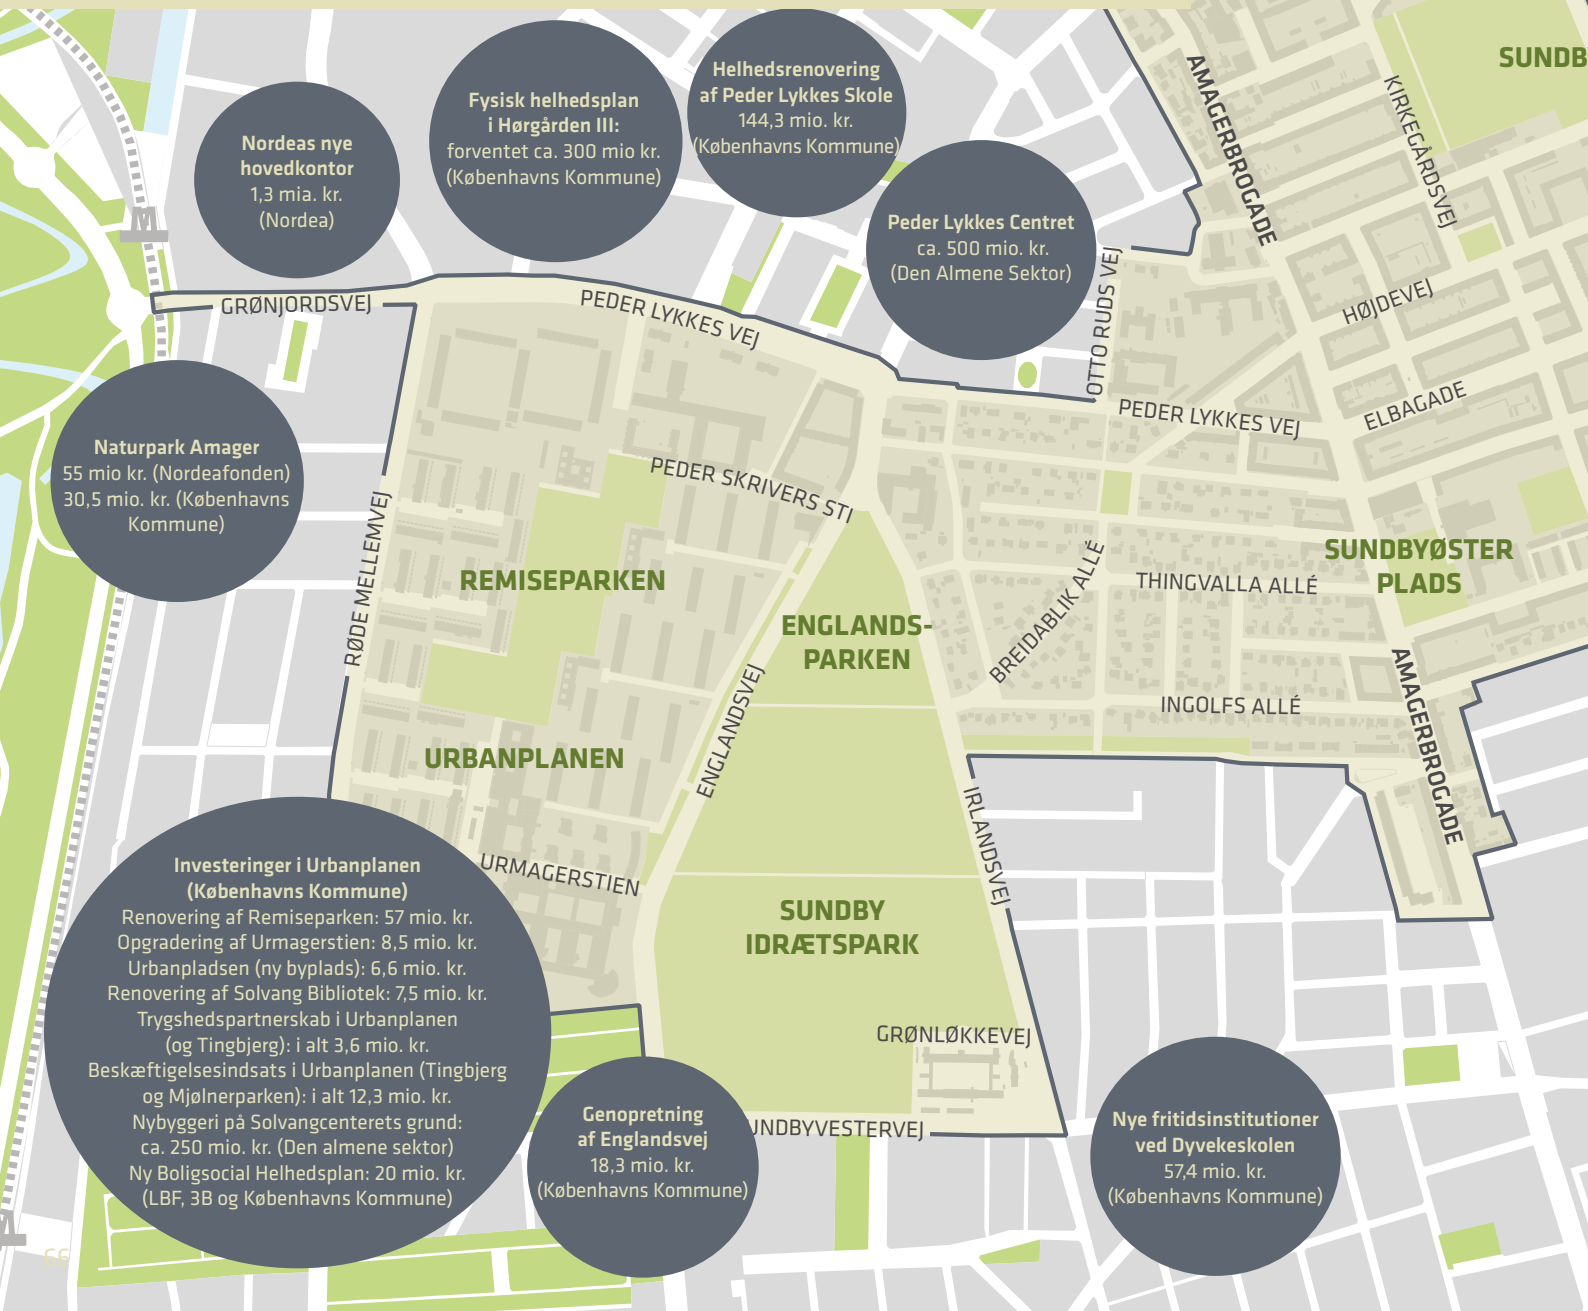 Nordeas nye
hovedkontor
1,3 mia. kr.
(Nordea)
Fysisk helhedsplan
i Hørgården III:
forventet ca. 300 mio kr.
(Københavns Kommune)
Helhedsrenovering
af Peder Lykkes Skole
144,3 mio. kr.
(Københavns Kommune)
Peder Lykkes Centret
ca. 500 mio. kr.
(Den Almene Sektor)
AMAGERBROGADE
KIRKEGÅRDSVEJ
SUNDB
M
GRØNJORDSVEJ
PEDER LYKKES VEJ
OTTO RUDS VEJ
HØJDEVEJ
ELBAGADE
PEDER LYKKES VEJ
Naturpark Amager
55 mio kr. (Nordeafonden)
30,5 mio. kr. (Københavns
Kommune)
PEDER SKRIVERS STI
RØDE MELLEMVEJ
REMISEPARKEN
ENGLANDS-
PARKEN
BREIDABLIK ALLÉ
THINGVALLA ALLÉ
SUNDBYØSTER
PLADS
INGOLFS ALLÉ
AMAGERBROGADE
URBANPLANEN
ENGLANDSVEJ
IRLANDSVEJ
URMAGERSTIEN
SUNDBY
IDRÆTSPARK
GRØNLØKKEVEJ
Investeringer i Urbanplanen
(Københavns Kommune)
Renovering af Remiseparken: 57 mio. kr.
Opgradering af Urmagerstien: 8,5 mio. kr.
Urbanpladsen (ny byplads): 6,6 mio. kr.
Renovering af Solvang Bibliotek: 7,5 mio. kr.
Trygshedspartnerskab i Urbanplanen
(og Tingbjerg): i alt 3,6 mio. kr.
Beskæftigelsesindsats i Urbanplanen (Tingbjerg
og Mjølnerparken): i alt 12,3 mio. kr.
Nybyggeri på Solvangcenterets grund:
ca. 250 mio. kr. (Den almene sektor)
Ny Boligsocial Helhedsplan: 20 mio. kr.
(LBF, 3B og Københavns Kommune)
Genopretning
af Englandsvej
18,3 mio. kr.
(Københavns Kommune)
UNDBYVESTERVEJ
Nye fritidsinstitutioner
ved Dyvekeskolen
57,4 mio. kr.
(Københavns Kommune)
M
66